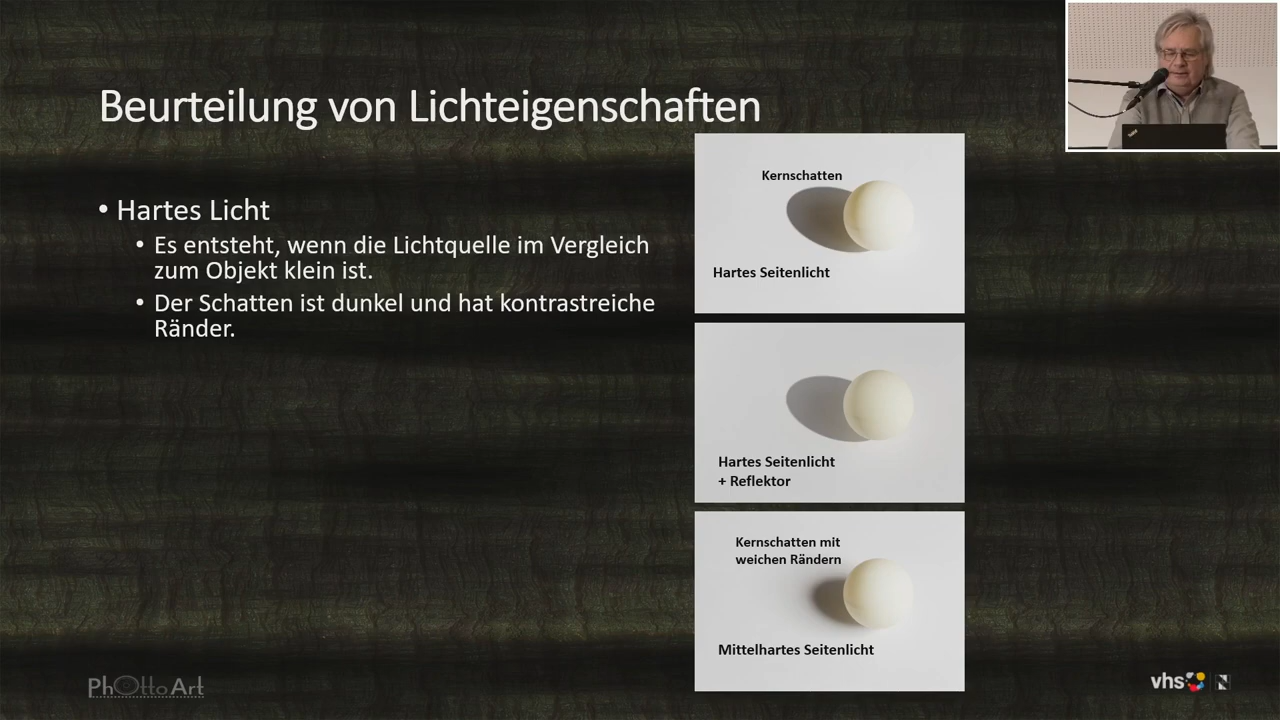 Beurteilung von Lichteigenschaften
• Hartes Licht
• Es entsteht, wenn die Lichtquelle im Vergleich
zum Objekt klein ist.
• Der Schatten ist dunkel und hat kontrastreiche
Ränder.
Kernschatten
Hartes Seitenlicht
Hartes Seitenlicht
+ Reflektor
Kernschatten mit
weichen Rändern
Mittelhartes Seitenlicht
PhOttoArt
vhs